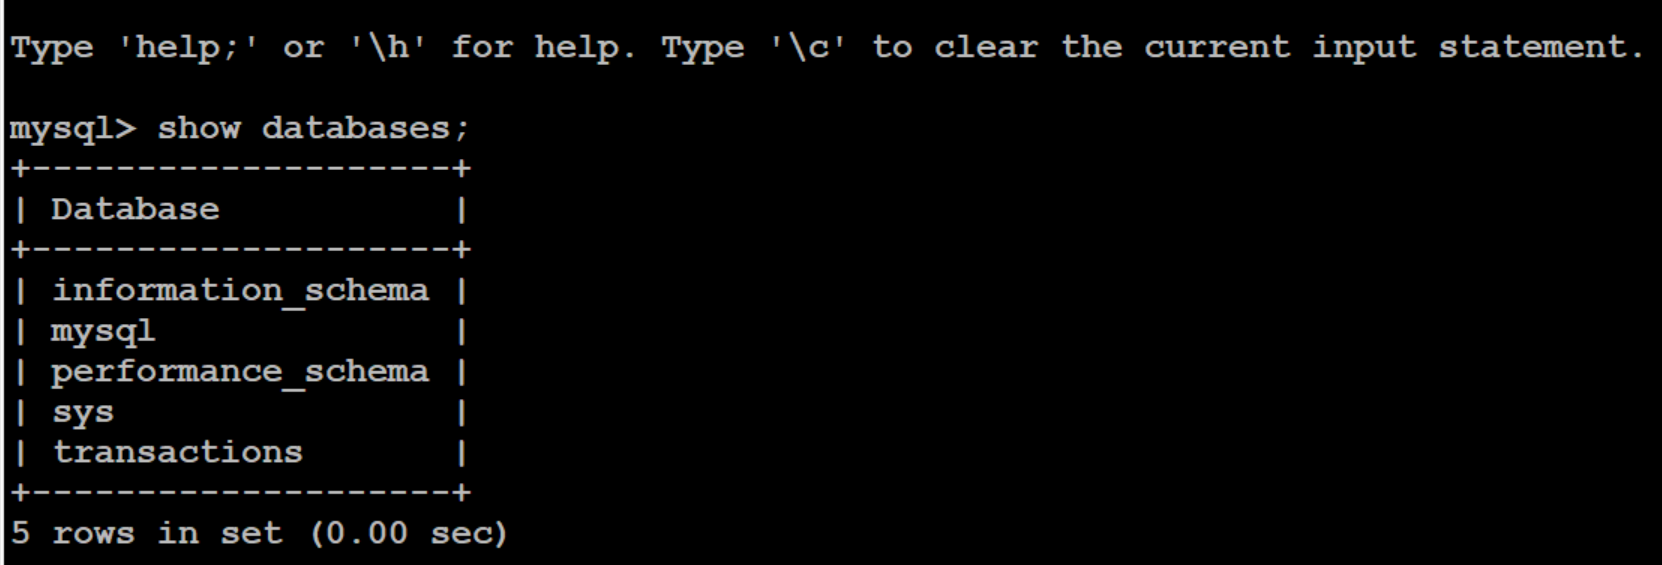 Type 'help;' or '\h' for help. Type '\c' to clear the current input statement.
mysql> show databases;
+--------------------+
| Database           |
+--------------------+
| information_schema |
| mysql              |
| performance_schema |
| sys                |
| transactions       |
+--------------------+
5 rows in set (0.00 sec)